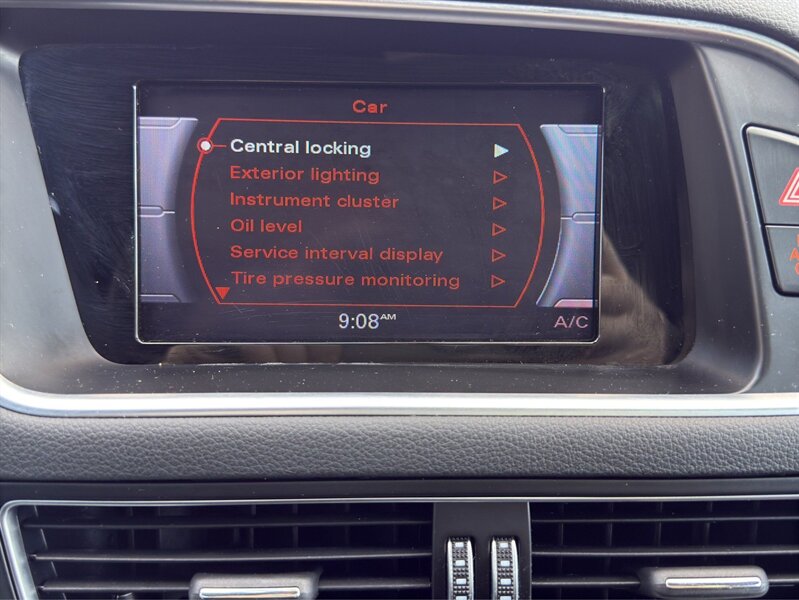 Car
Central locking
Exterior lighting
Instrument cluster
Oil level
Service interval display
Tire pressure monitoring
9:08AM
A/C